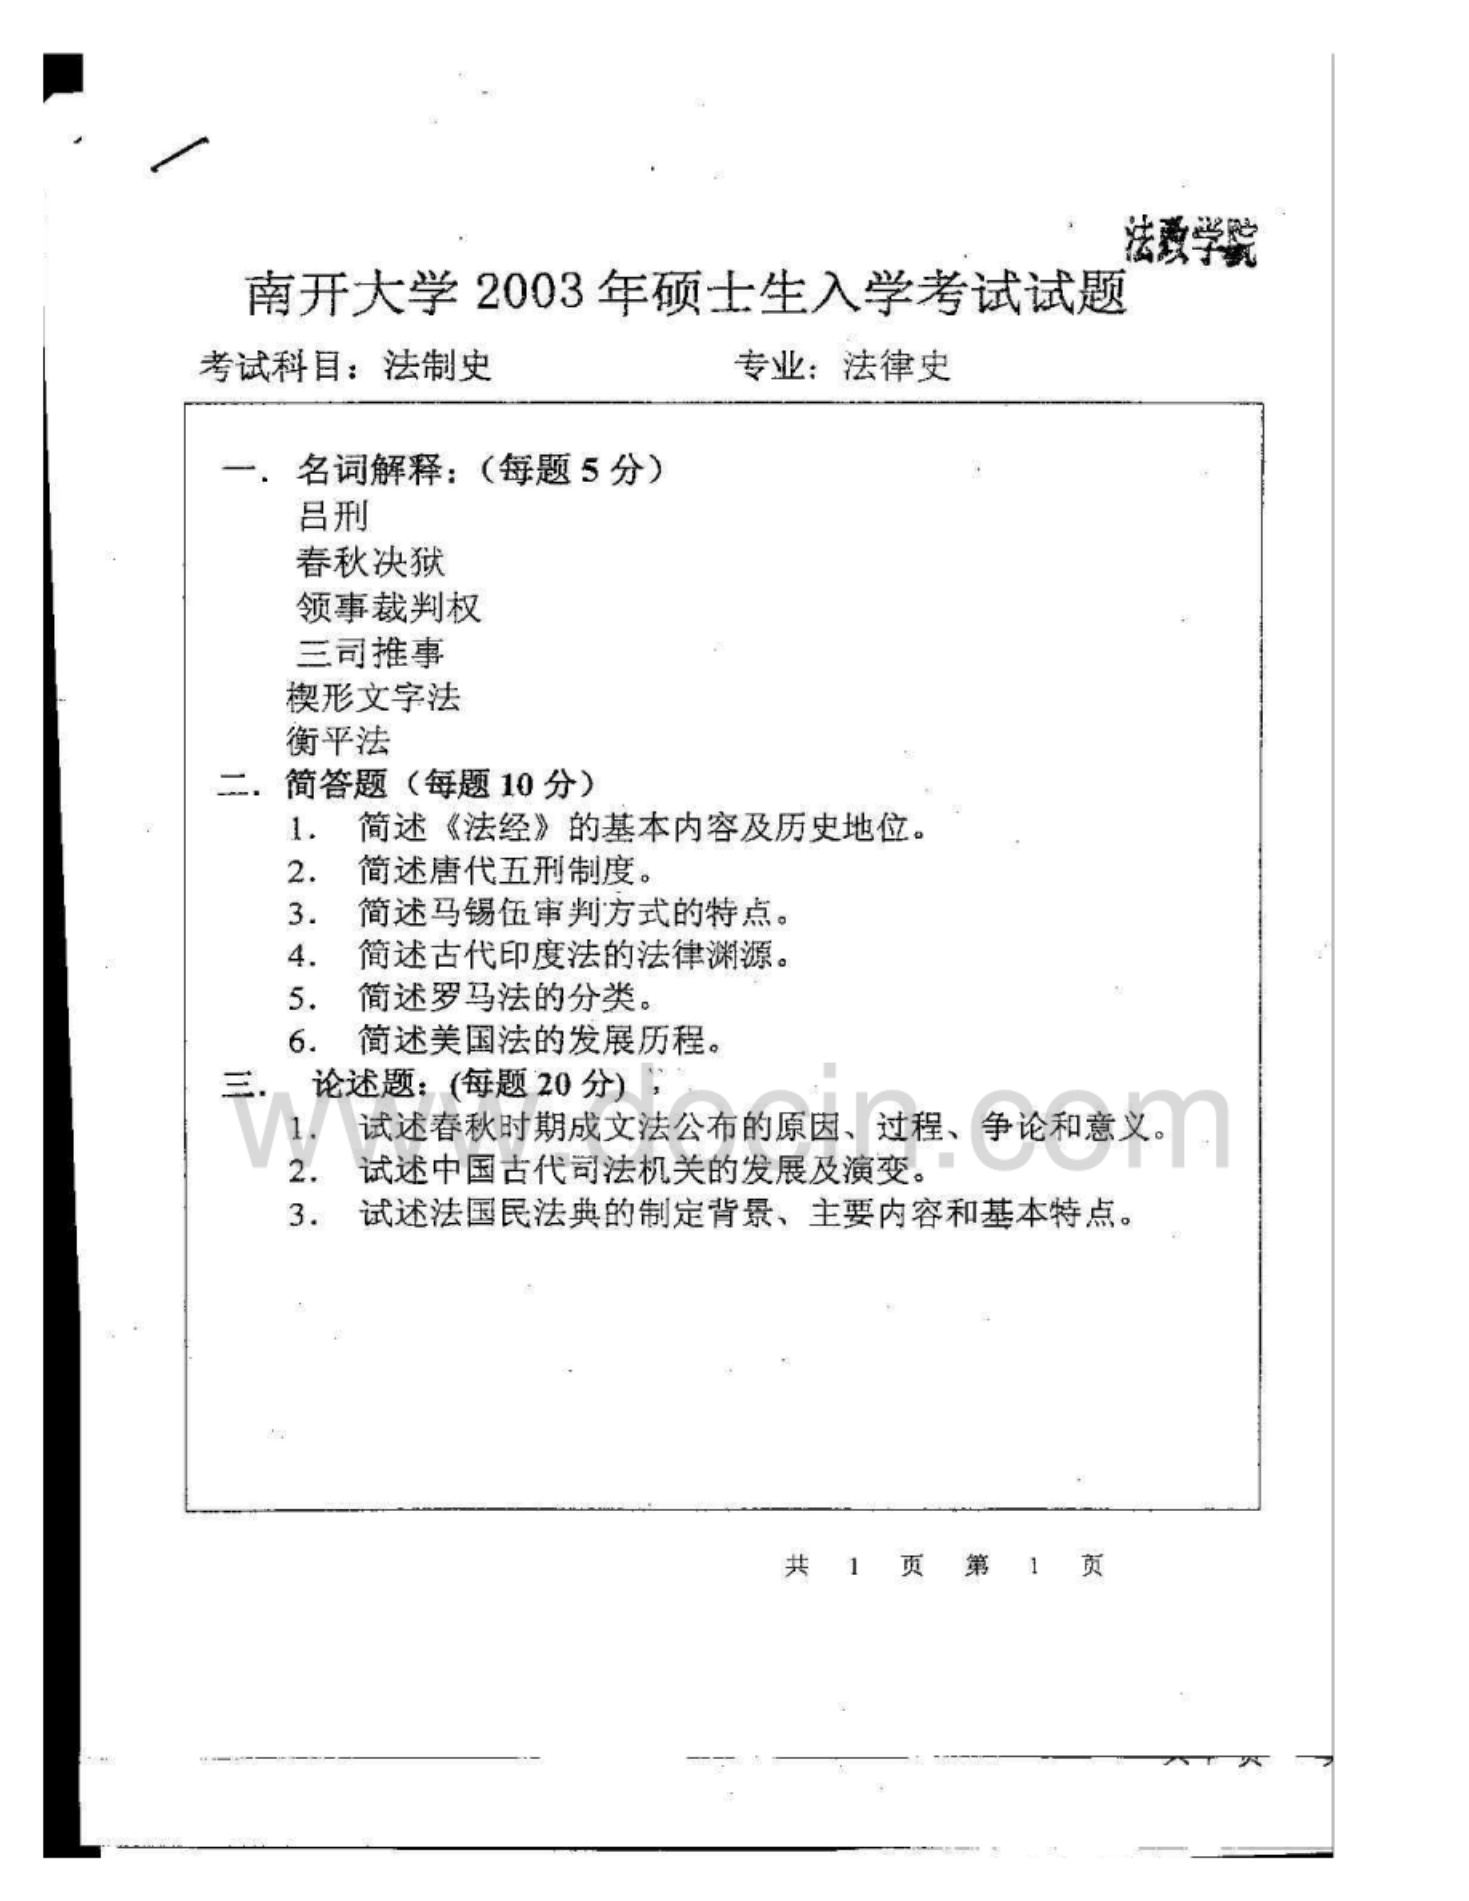 法政学院
南开大学 2003 年硕士生入学考试试题
考试科目：法制史 专业：法律史
一． 名词解释：（每题 5 分）
吕刑
春秋决狱
领事裁判权
三司推事
楔形文字法
衡平法
二． 简答题（每题 10 分）
1． 简述《法经》的基本内容及历史地位。
2． 简述唐代五刑制度。
3． 简述马锡伍审判方式的特点。
4． 简述古代印度法的法律渊源。
5． 简述罗马法的分类。
6． 简述美国法的发展历程。
三． 论述题：(每题 20 分)
1． 试述春秋时期成文法公布的原因、过程、争论和意义。
2． 试述中国古代司法机关的发展及演变。
3． 试述法国民法典的制定背景、主要内容和基本特点。
www.docin.com
共 1 页 第 1 页